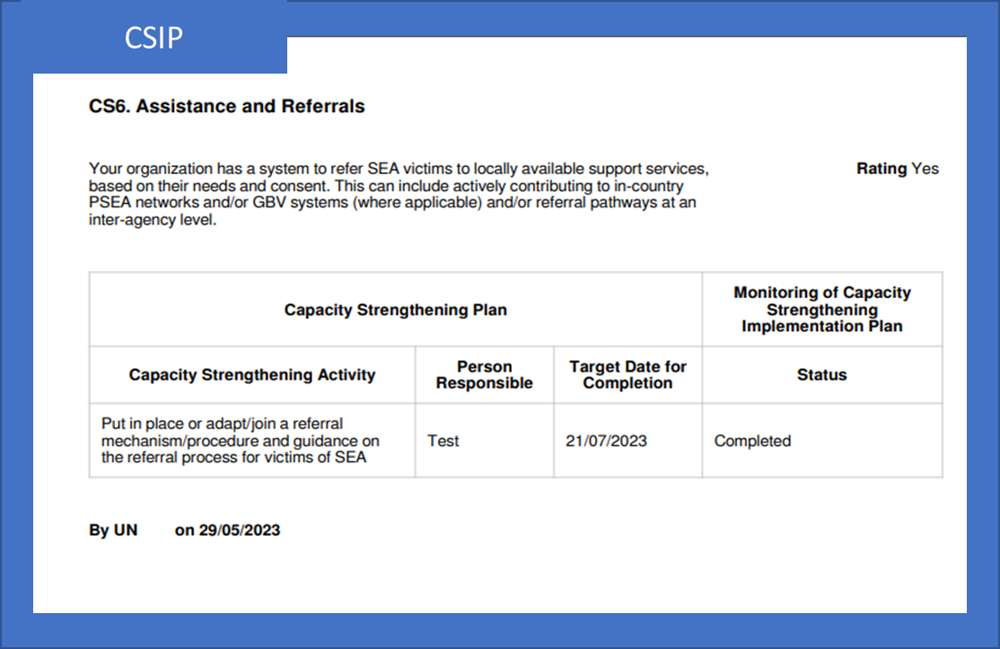 CSIP
CS6. Assistance and Referrals
Your organization has a system to refer SEA victims to locally available support services,
based on their needs and consent. This can include actively contributing to in-country
PSEA networks and/or GBV systems (where applicable) and/or referral pathways at an
inter-agency level.
Rating Yes
Capacity Strengthening Plan
Monitoring of Capacity
Strengthening
Implementation Plan
Capacity Strengthening Activity
Person
Responsible
Target Date for
Completion
Status
Put in place or adapt/join a referral
mechanism/procedure and guidance on
the referral process for victims of SEA
Test
21/07/2023
Completed
By UN on 29/05/2023